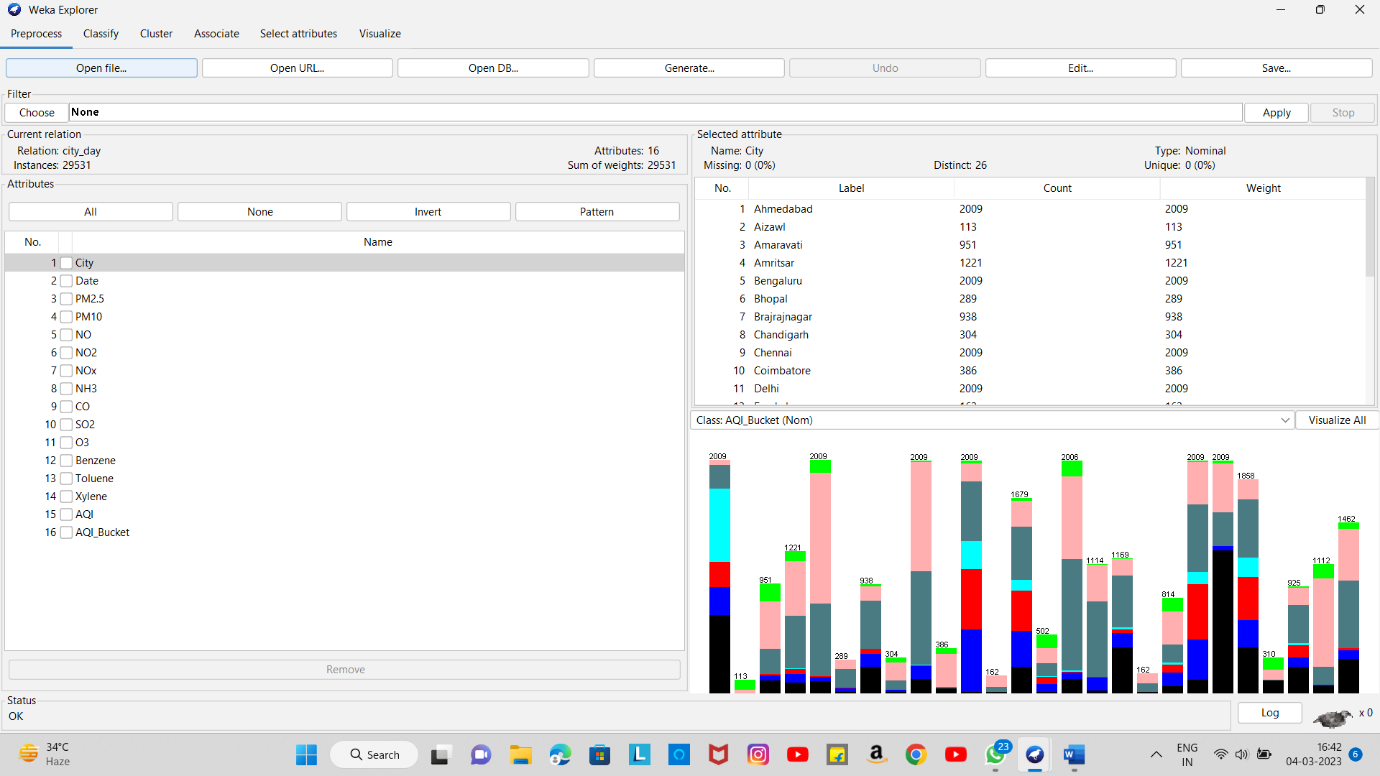 Weka Explorer
Preprocess Classify Cluster Associate Select attributes Visualize
Open file... Open URL... Open DB... Generate... Undo Edit... Save...
Filter
Choose None Apply Stop
Current relation
Relation: city_day Attributes: 16
Instances: 29531 Sum of weights: 29531
Attributes
All None Invert Pattern
No. Name
1 City
2 Date
3 PM2.5
4 PM10
5 NO
6 NO2
7 NOx
8 NH3
9 CO
10 SO2
11 O3
12 Benzene
13 Toluene
14 Xylene
15 AQI
16 AQI_Bucket
Remove
Selected attribute
Name: City Type: Nominal
Missing: 0 (0%) Distinct: 26 Unique: 0 (0%)
No. Label Count Weight
1 Ahmedabad 2009 2009
2 Aizawl 113 113
3 Amaravati 951 951
4 Amritsar 1221 1221
5 Bengaluru 2009 2009
6 Bhopal 289 289
7 Brajrajnagar 938 938
8 Chandigarh 304 304
9 Chennai 2009 2009
10 Coimbatore 386 386
11 Delhi 2009 2009
Class: AQI_Bucket (Nom) Visualize All
2009 113 951 1221 2009 289 938 304 2009 386 2009 162 1679 502 2006 1114 1169 162 814 2009 2009 1858 310 925 1112 1462
Status
OK Log x 0
34°C
Haze
Search
23
ENG
IN
16:42
04-03-2023
6